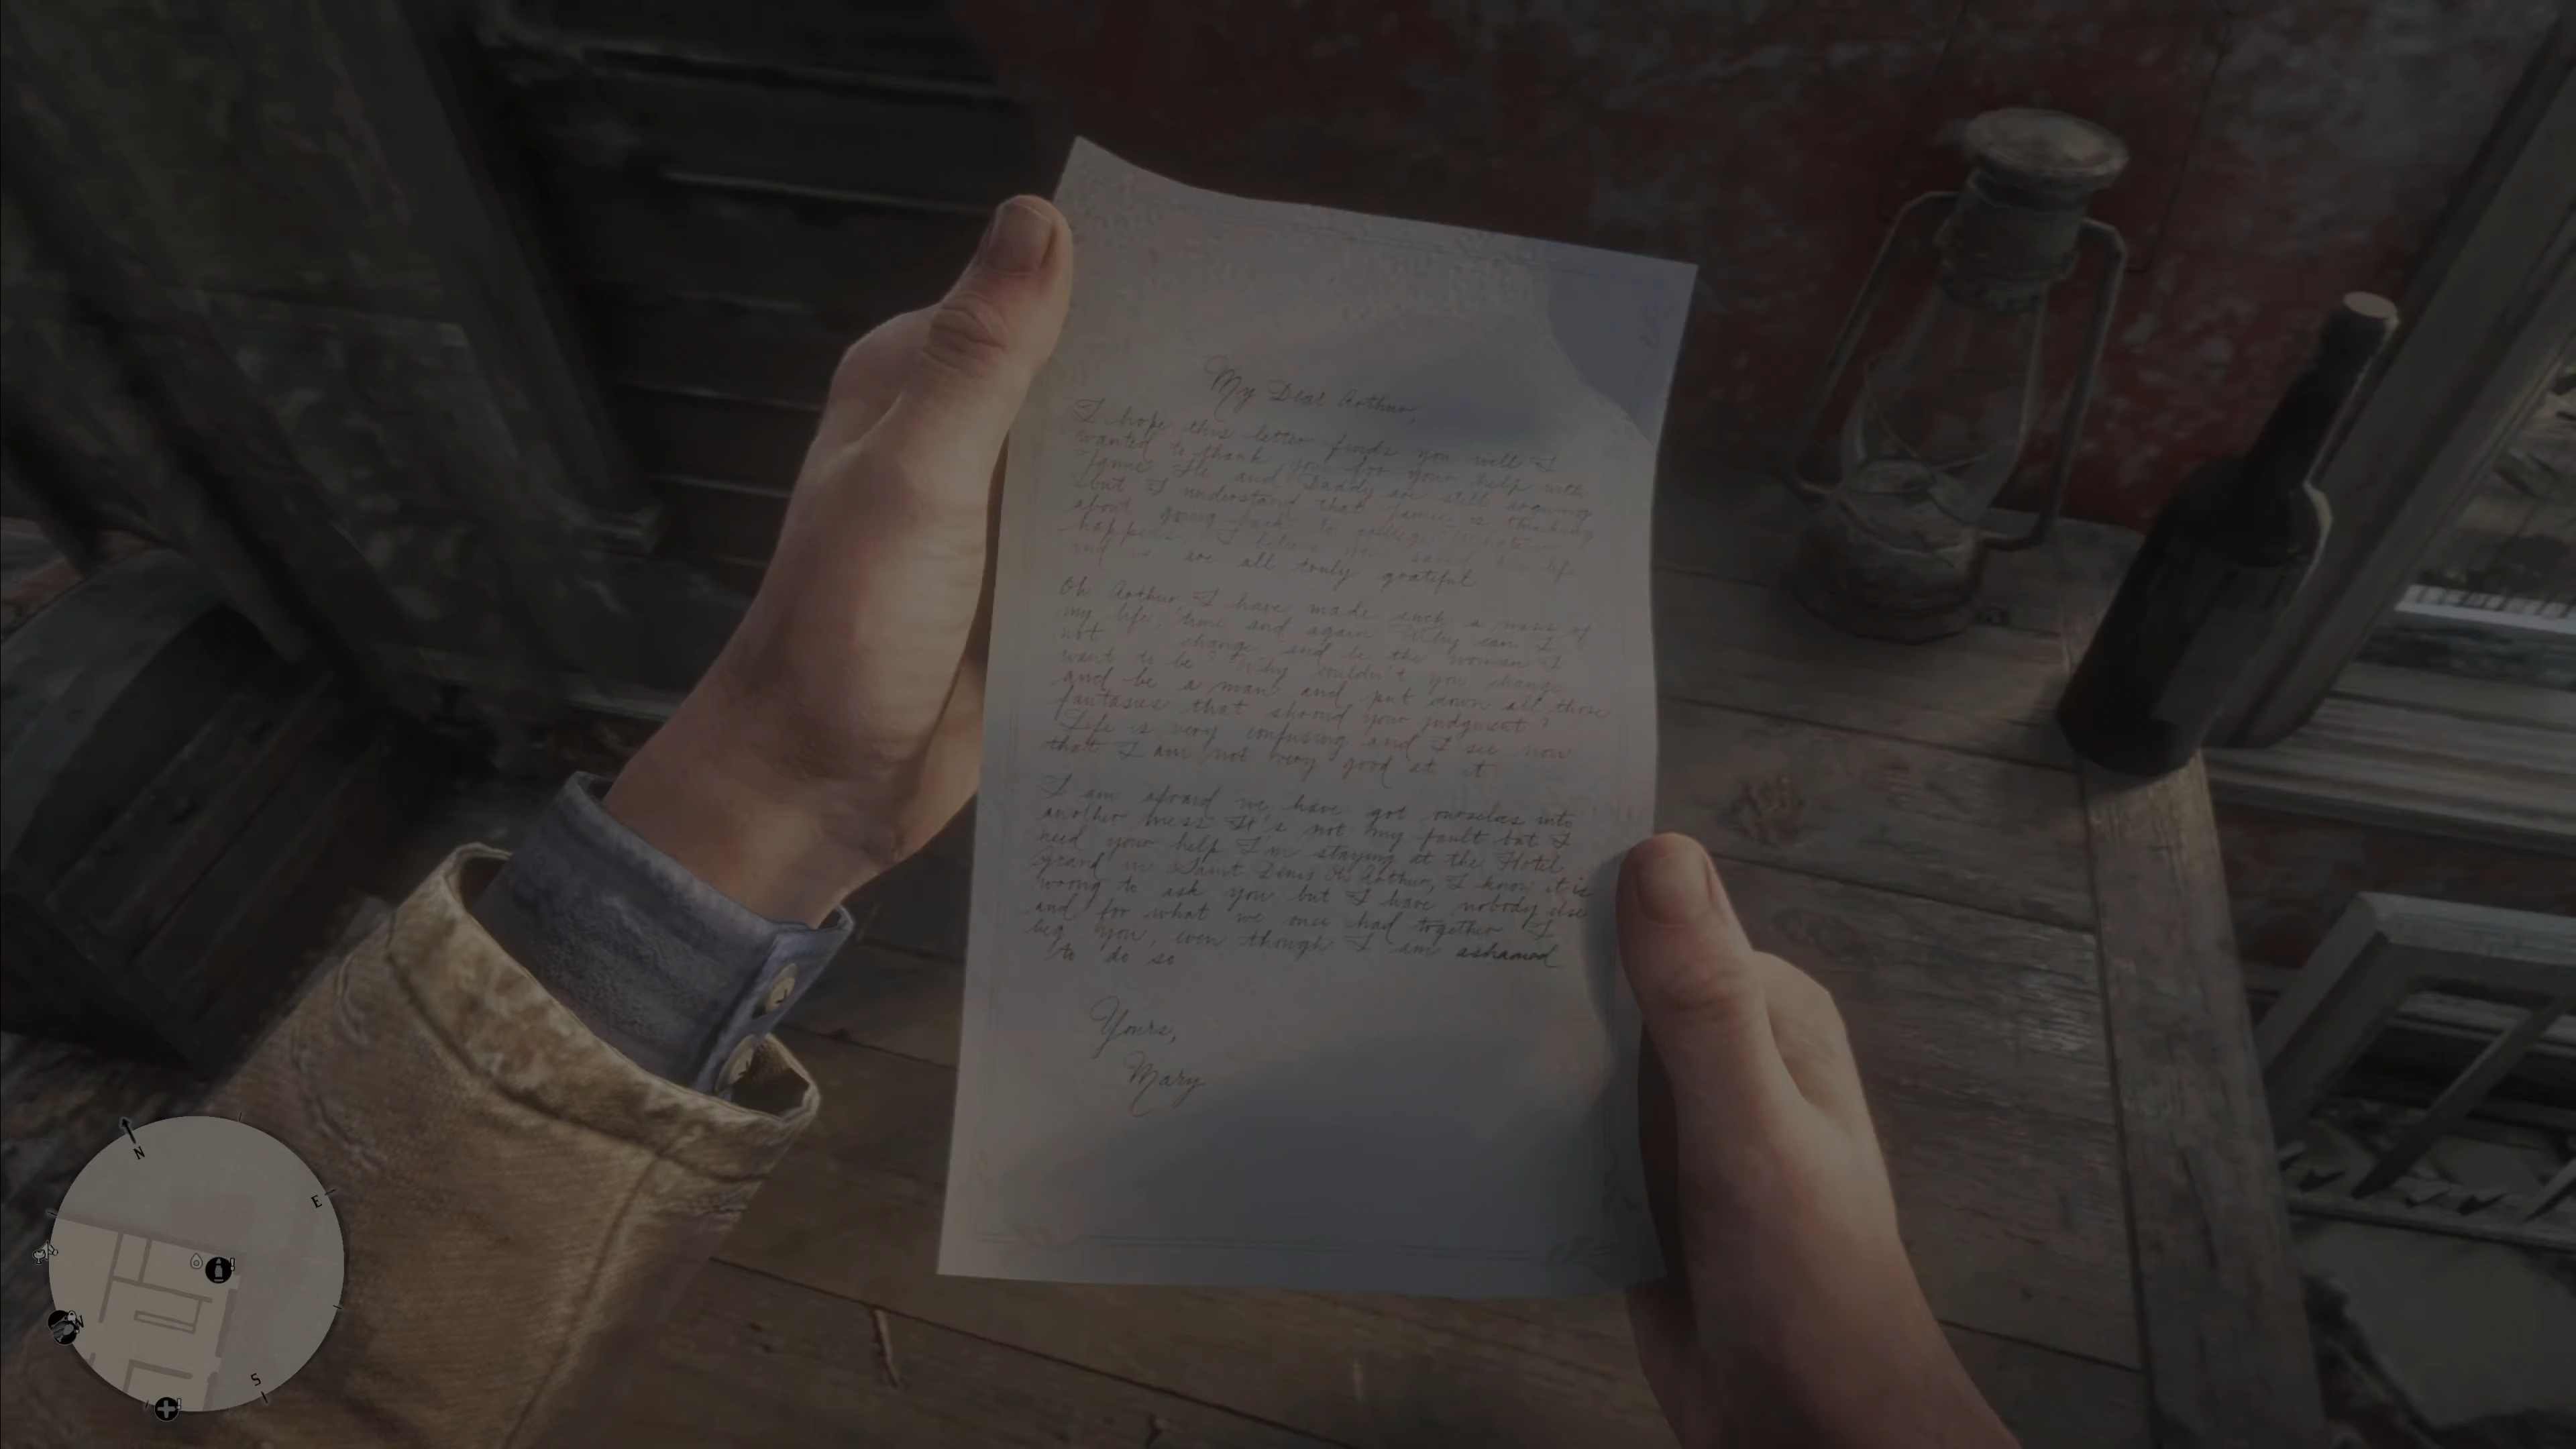 My Dear Arthur,
I hope this letter finds you well I
wanted to thank you for your help with
Jamie. He and Daddy are still arguing
but I understand that Jamie is thinking
about going back to college. Whatever
happens, I believe you saved his life
and we are all truly grateful
Oh Arthur, I have made such a mess of
my life, time and again Why can I
not change and be the woman I
want to be? Why couldn't you change
and be a man and put down all those
fantasies that shroud your judgment?
Life is very confusing and I see now
that I am not very good at it
I am afraid we have got ourselves into
another mess It's not my fault but I
need your help I'm staying at the Hotel
Grand in Saint Denis Oh Arthur, I know it is
wrong to ask you but I have nobody else
and for what we once had together I
beg you, even though I am ashamed
to do so
Yours,
Mary
N
E
S